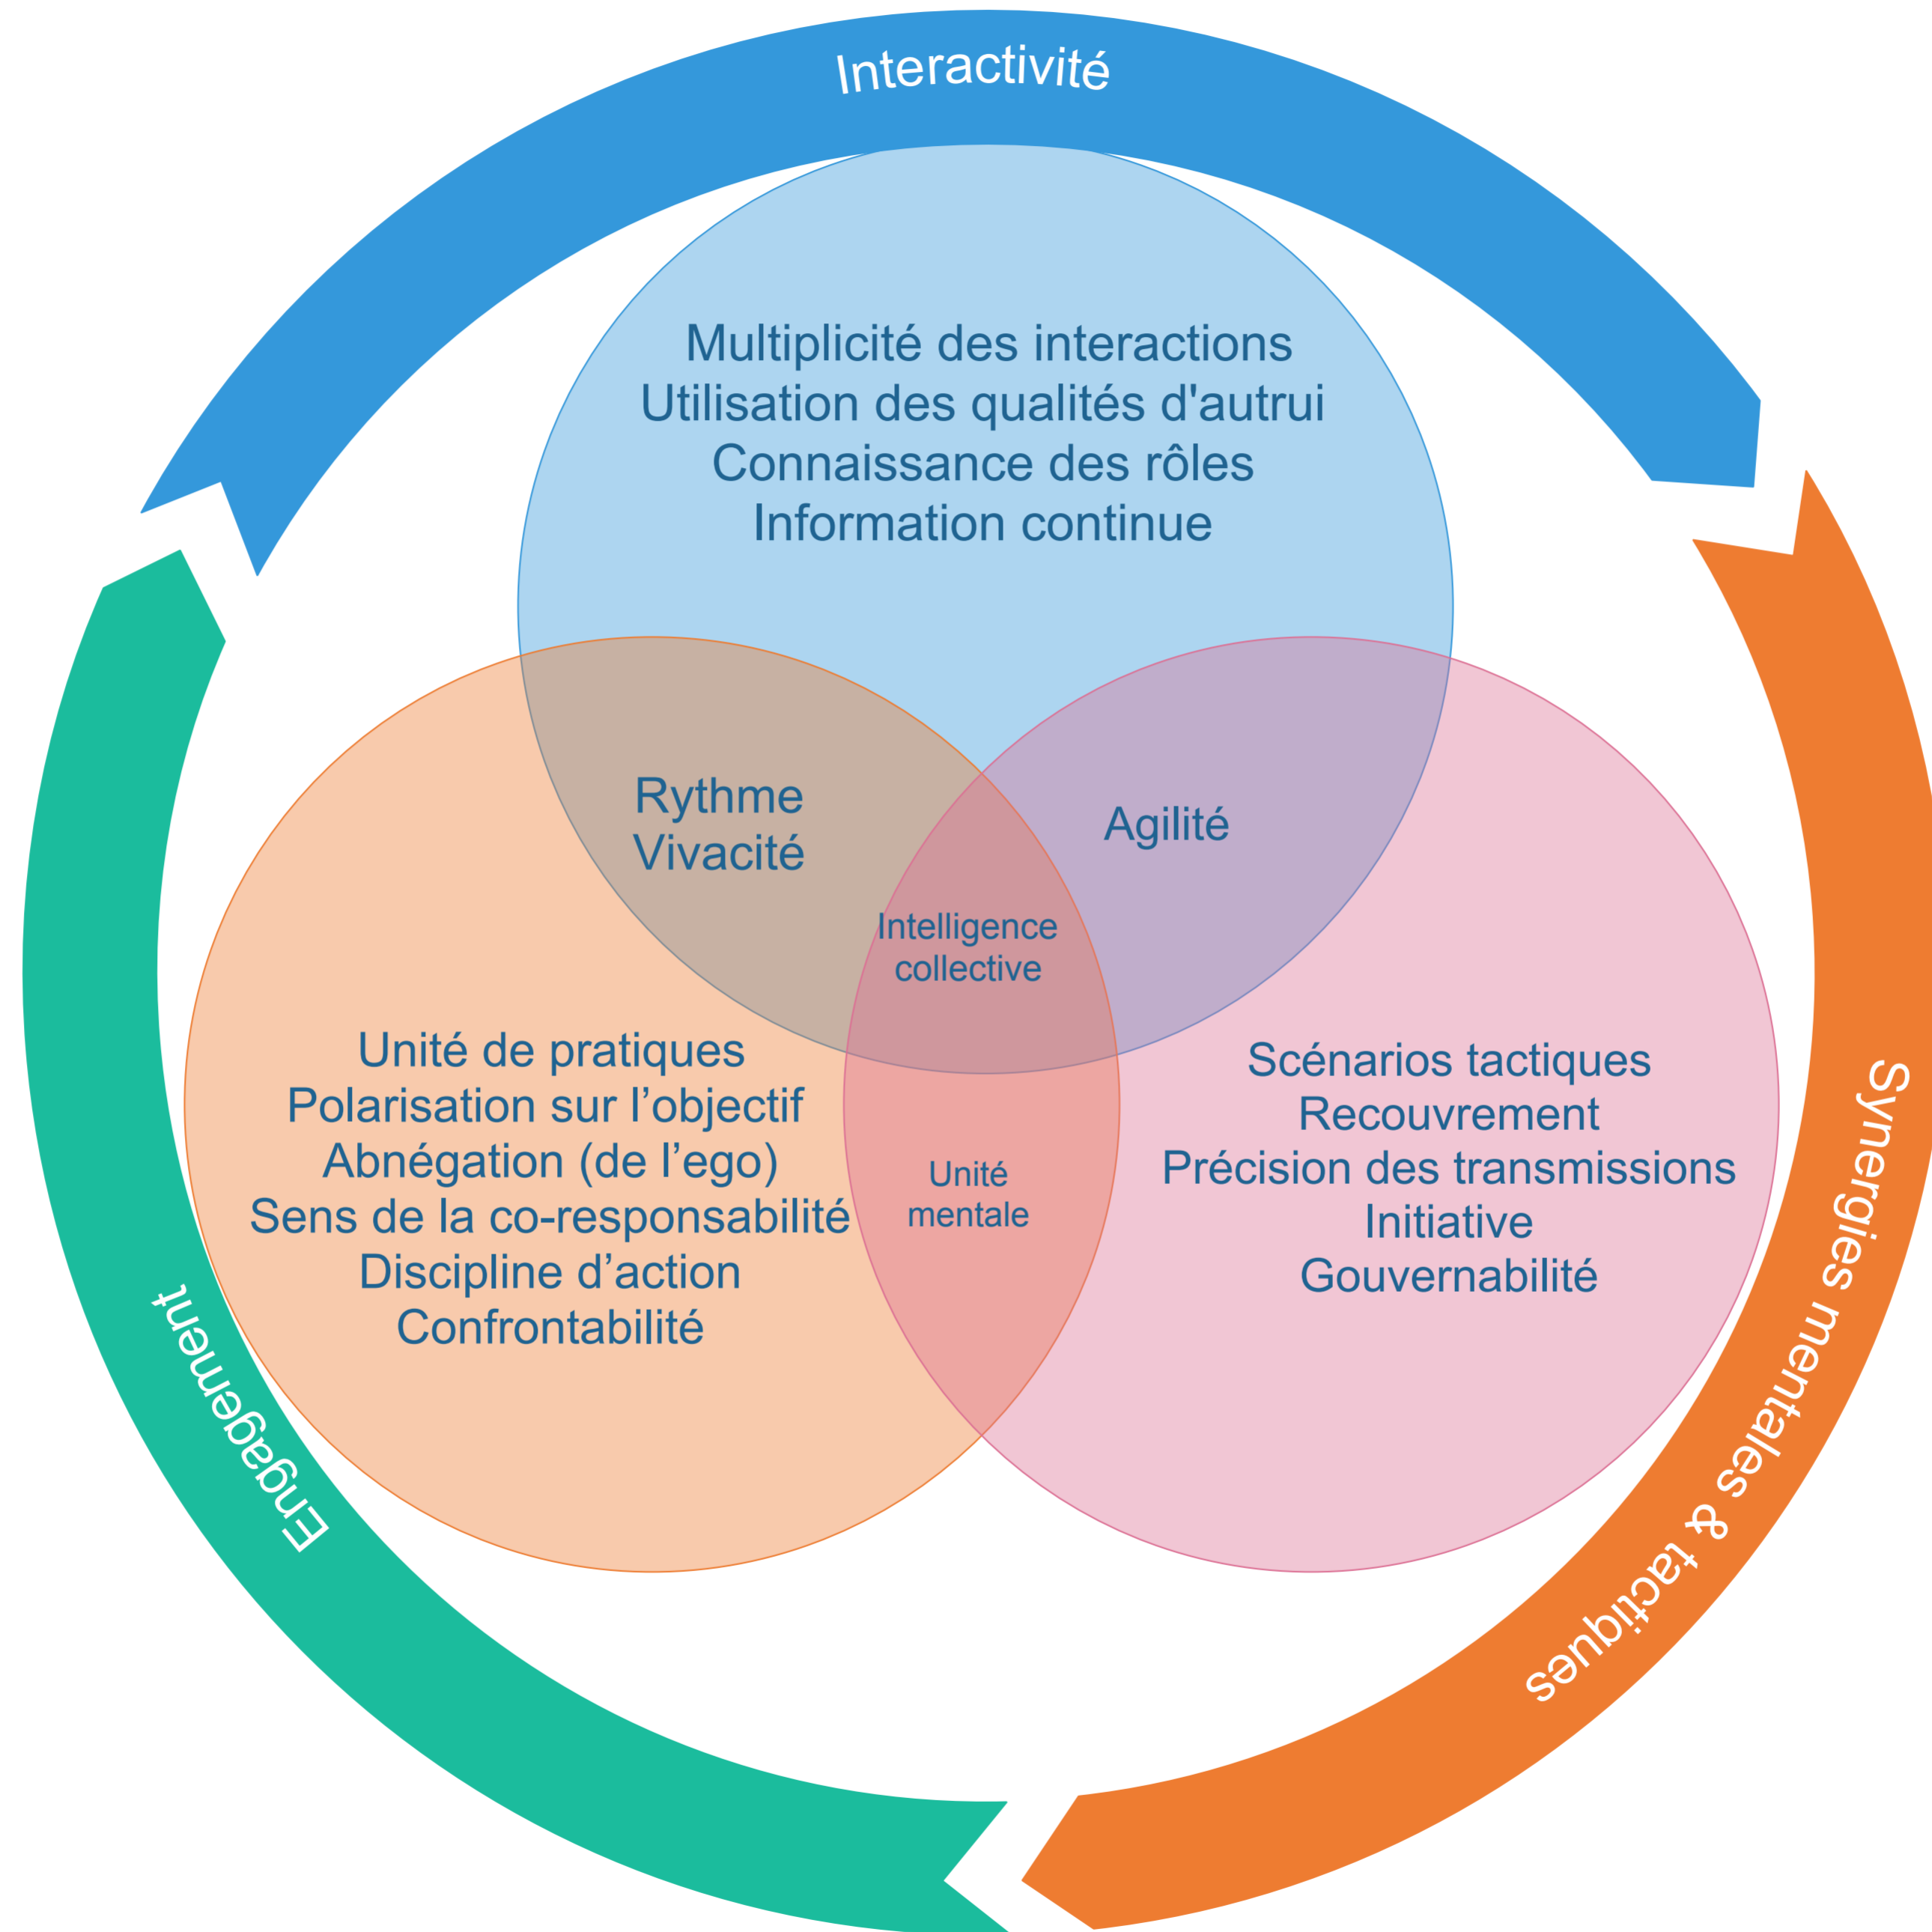 Interactivité
Multiplicité des interactions
Utilisation des qualités d'autrui
Connaissance des rôles
Information continue
Rythme
Vivacité
Agilité
Intelligence
collective
Unité de pratiques
Polarisation sur l’objectif
Abnégation (de l’ego)
Sens de la co-responsabilité
Discipline d’action
Confrontabilité
Unité
mentale
Scénarios tactiques
Recouvrement
Précision des transmissions
Initiative
Gouvernabilité
Synergies mentales & tactiques
Engagement